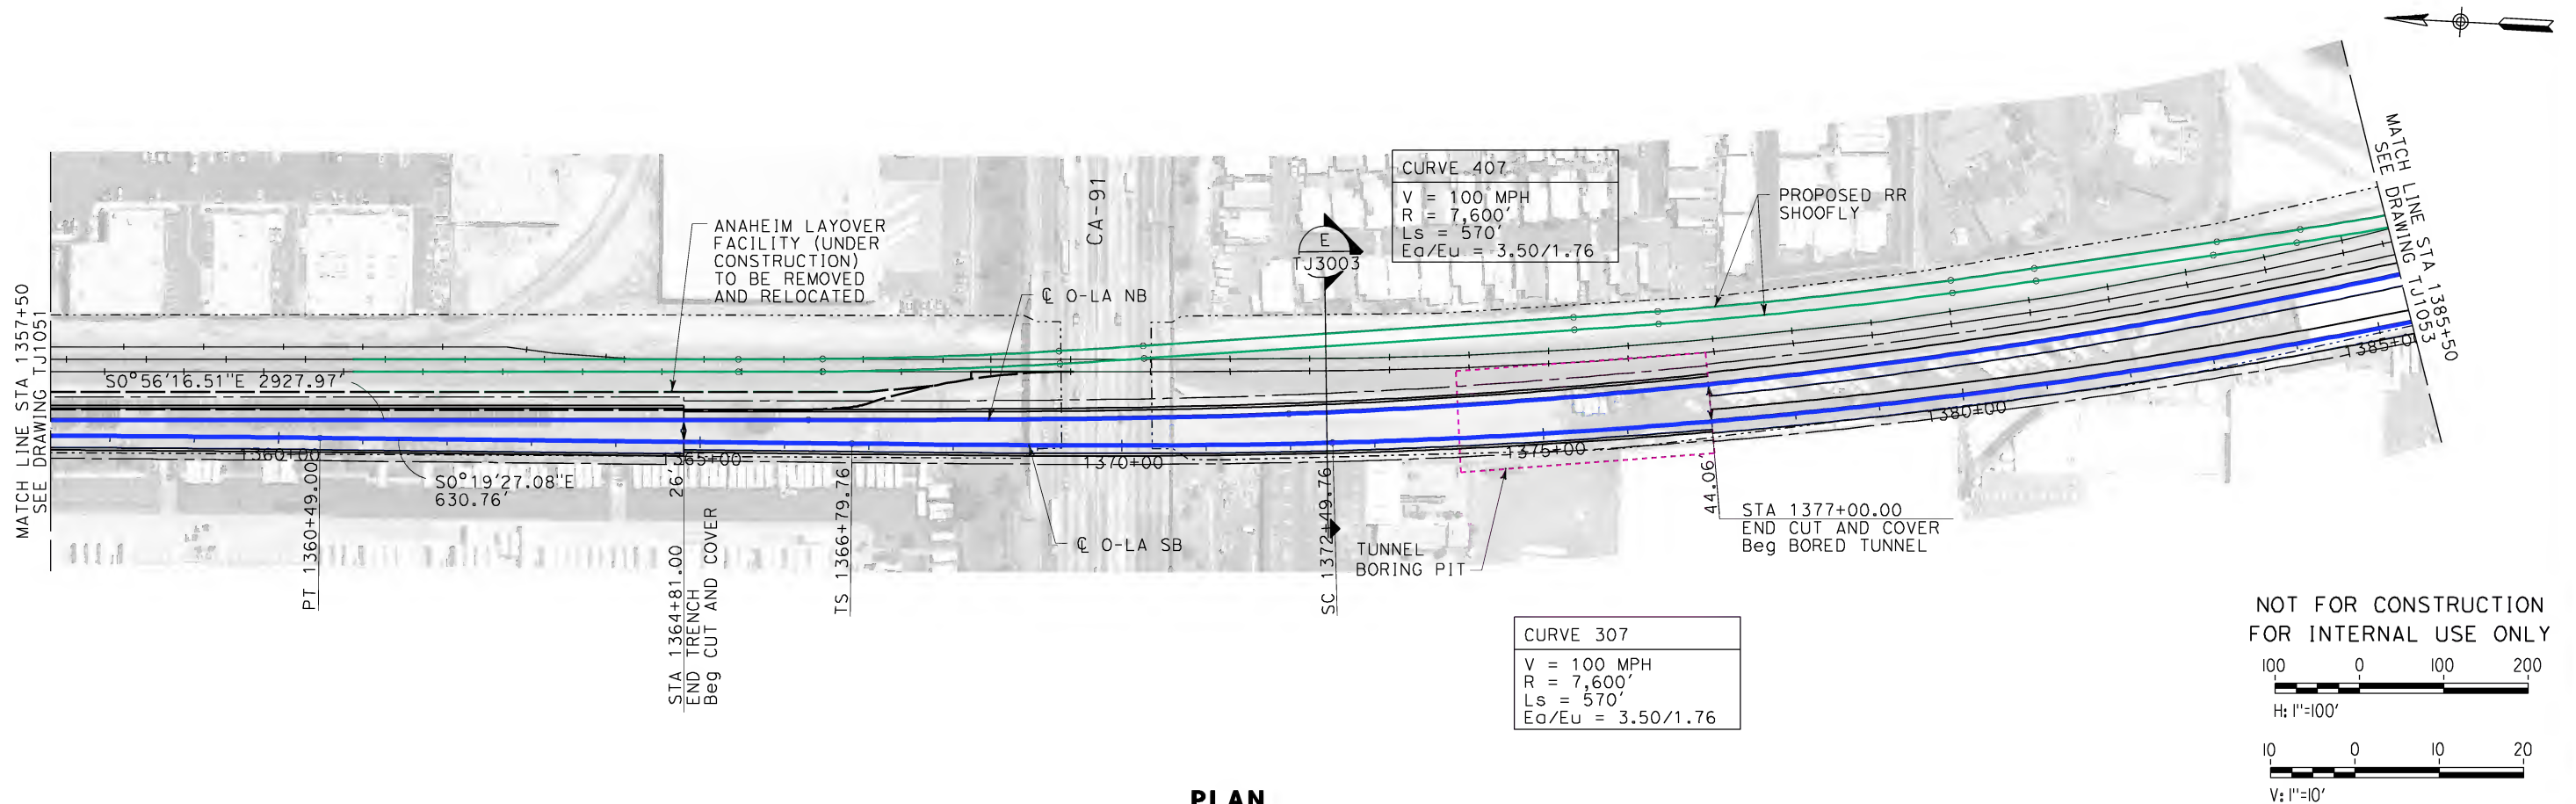 MATCH LINE STA 1357+50
SEE DRAWING TJ1051
S0°56'16.51"E 2927.97'
1360+00
PT 1360+49.00
S0°19'27.08"E
630.76'
ANAHEIM LAYOVER
FACILITY (UNDER
CONSTRUCTION)
TO BE REMOVED
AND RELOCATED
26'
1365+00
STA 1364+81.00
END TRENCH
Beg CUT AND COVER
TS 1366+79.76
CA-91
℄ O-LA NB
1370+00
℄ O-LA SB
E
TJ3003
SC 1372+49.76
CURVE 407
V = 100 MPH
R = 7,600'
Ls = 570'
Ea/Eu = 3.50/1.76
TUNNEL
BORING PIT
1375+00
PROPOSED RR
SHOOFLY
44.06'
STA 1377+00.00
END CUT AND COVER
Beg BORED TUNNEL
1380+00
MATCH LINE STA 1385+50
SEE DRAWING TJ1053
CURVE 307
V = 100 MPH
R = 7,600'
Ls = 570'
Ea/Eu = 3.50/1.76
NOT FOR CONSTRUCTION
FOR INTERNAL USE ONLY
100 0 100 200
H: 1"=100'
10 0 10 20
V: 1"=10'
PLAN